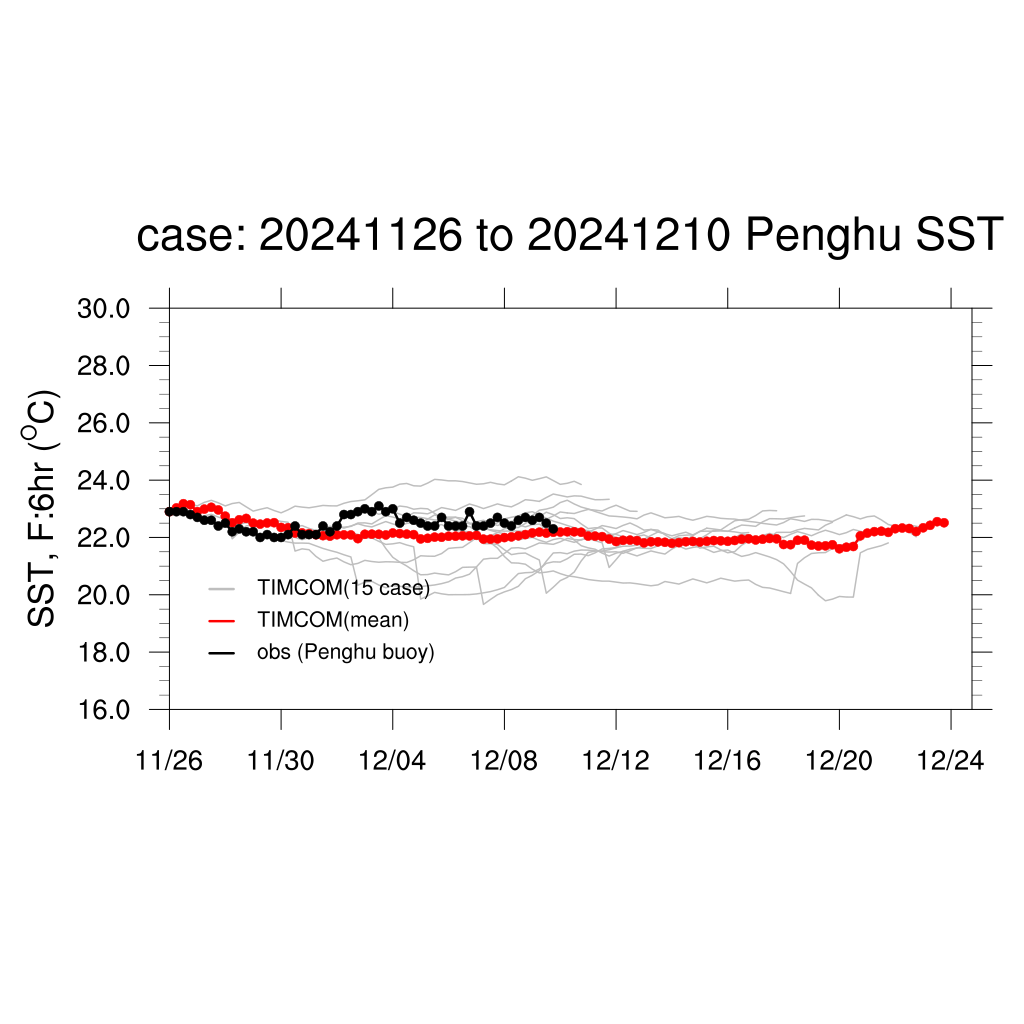 case: 20241126 to 20241210 Penghu SST
30.0
28.0
26.0
24.0
22.0
20.0
18.0
16.0
SST, F:6hr (°C)
TIMCOM(15 case)
TIMCOM(mean)
obs (Penghu buoy)
11/26 11/30 12/04 12/08 12/12 12/16 12/20 12/24